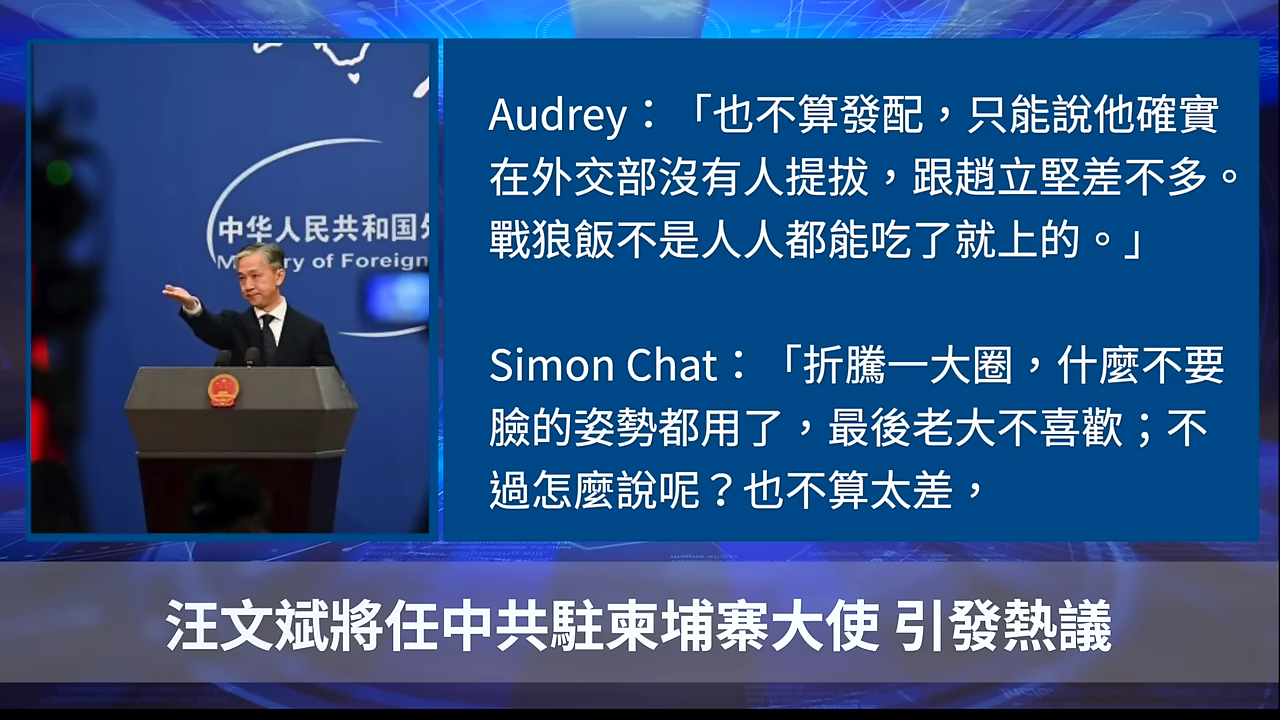 中华人民共和国外
M    ry of Foreign
Audrey：「也不算發配，只能說他確實
在外交部沒有人提拔，跟趙立堅差不多。
戰狼飯不是人人都能吃了就上的。」
Simon Chat：「折騰一大圈，什麼不要
臉的姿勢都用了，最後老大不喜歡；不
過怎麼說呢？也不算太差，
汪文斌將任中共駐柬埔寨大使 引發熱議